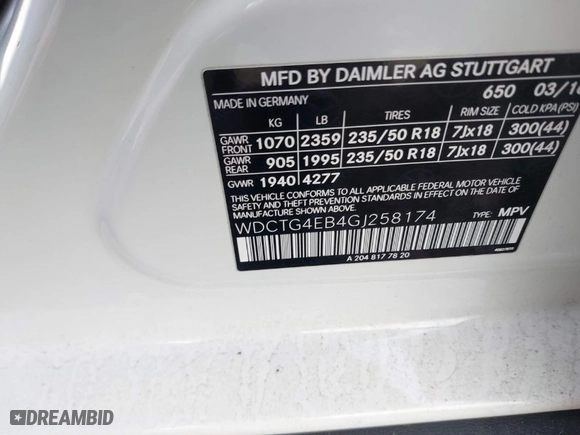 MFD BY DAIMLER AG STUTTGART
MADE IN GERMANY 650 03/16
KG LB TIRES RIM SIZE COLD KPA(PSI)
GAWR FRONT 1070 2359 235/50 R18 7Jx18 300(44)
GAWR REAR 905 1995 235/50 R18 7Jx18 300(44)
GVWR 1940 4277
THIS VEHICLE CONFORMS TO ALL APPLICABLE FEDERAL MOTOR VEHICLE
SAFETY, BUMPER, AND THEFT PREVENTION STANDARDS IN EFFECT ON THE
DATE OF MANUFACTURE SHOWN ABOVE.
WDCTG4EB4GJ258174 TYPE: MPV
A 204 817 78 20
DREAMBID